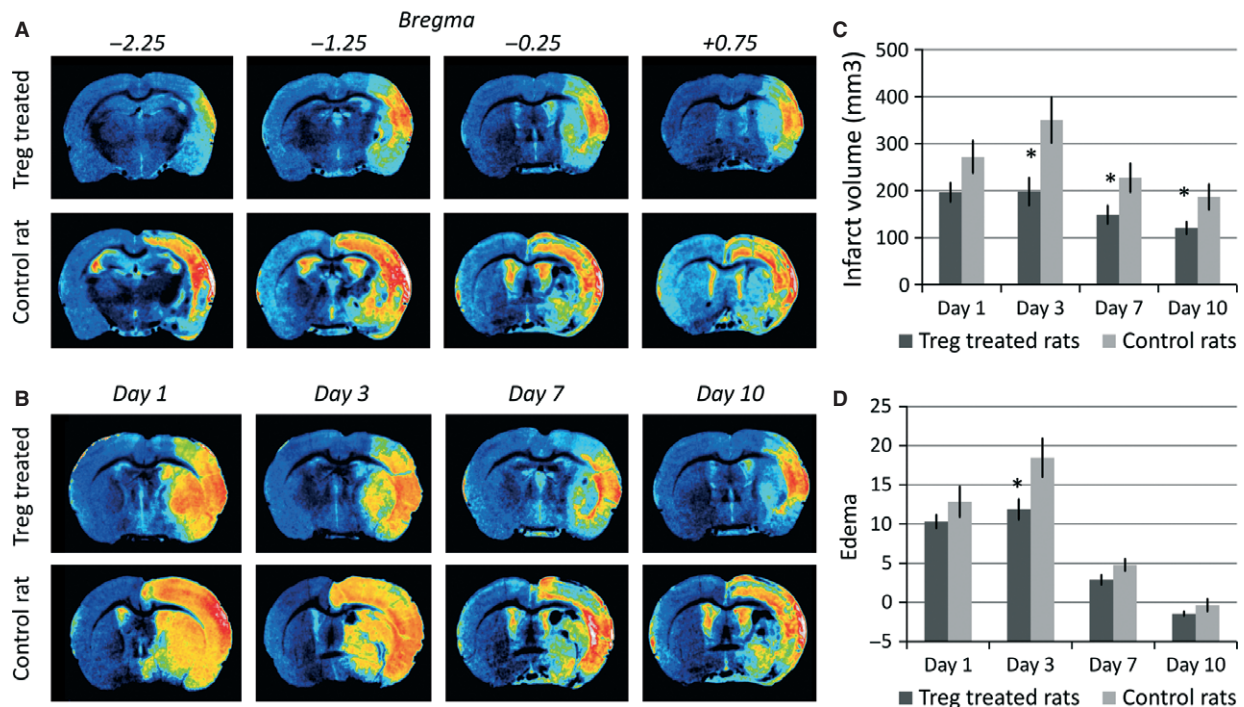 A
Bregma
–2.25 –1.25 –0.25 +0.75
Treg treated
Control rat
B
Day 1 Day 3 Day 7 Day 10
Treg treated
Control rat
C
Infarct volume (mm3)
500
400
300
200
100
0
* * *
Day 1 Day 3 Day 7 Day 10
Treg treated rats Control rats
D
Edema
25
20
15
10
5
0
–5
*
Day 1 Day 3 Day 7 Day 10
Treg treated rats Control rats